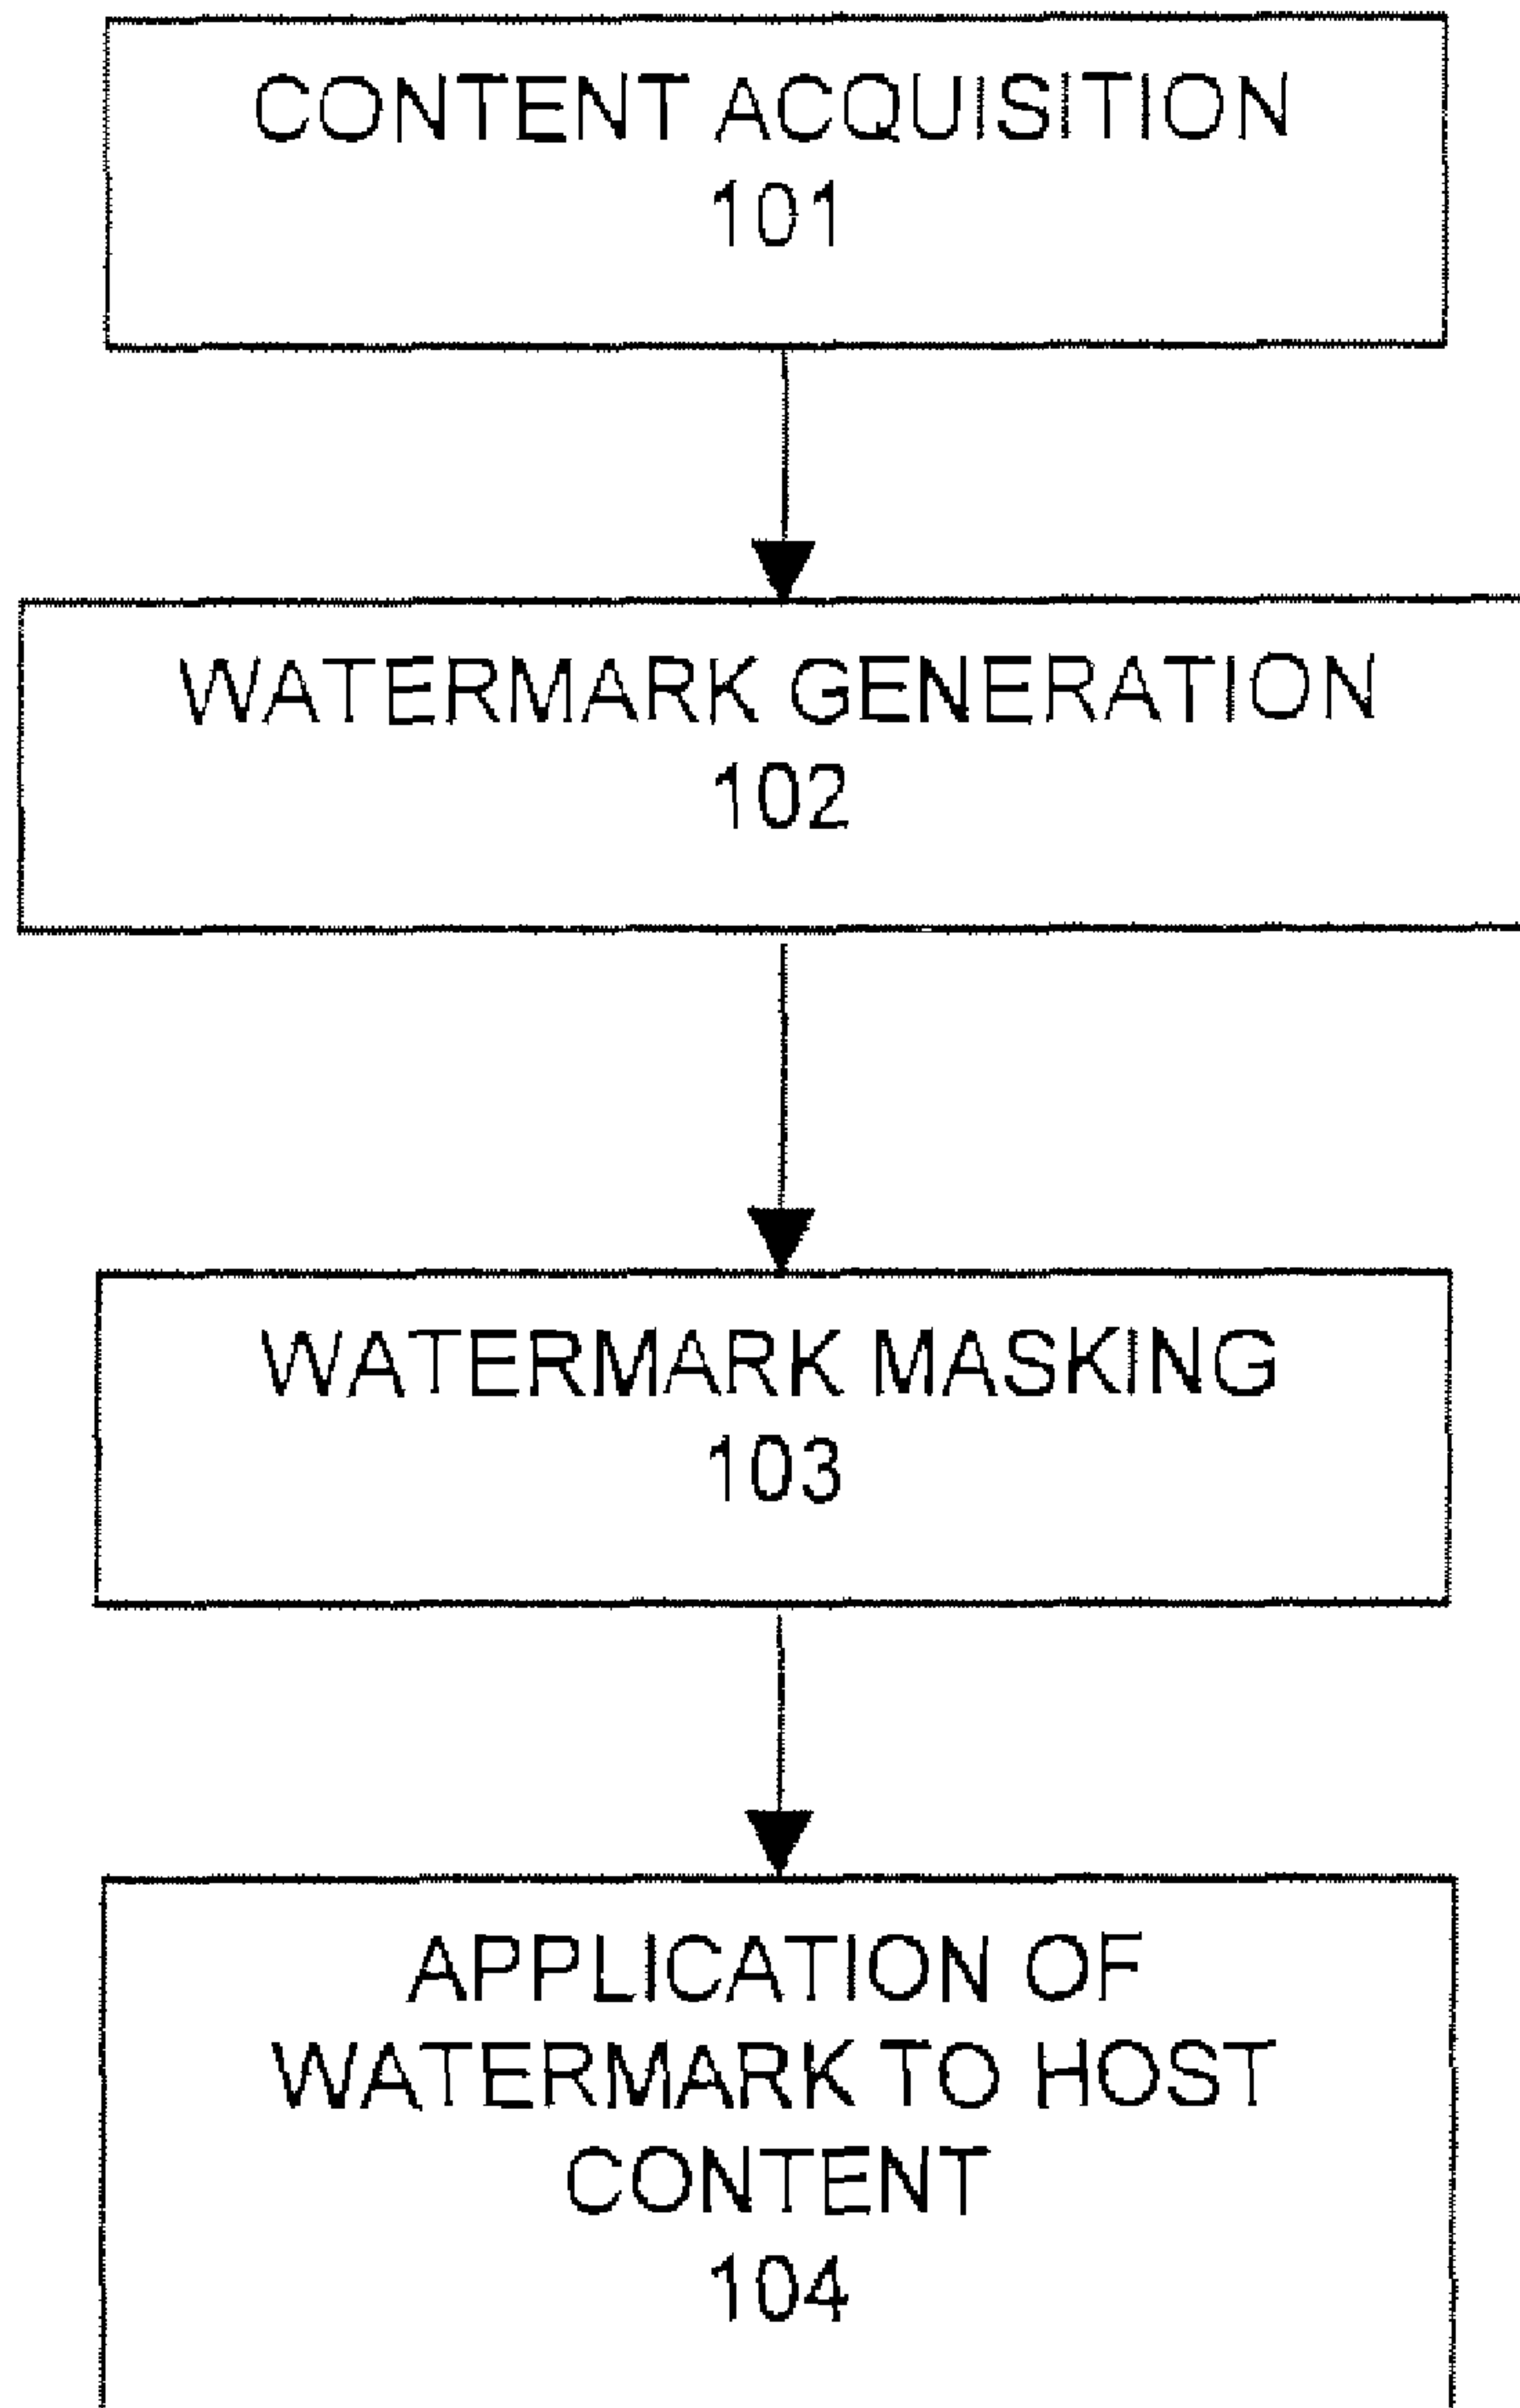 CONTENT ACQUISITION
101
WATERMARK GENERATION
102
WATERMARK MASKING
103
APPLICATION OF
WATERMARK TO HOST
CONTENT
104